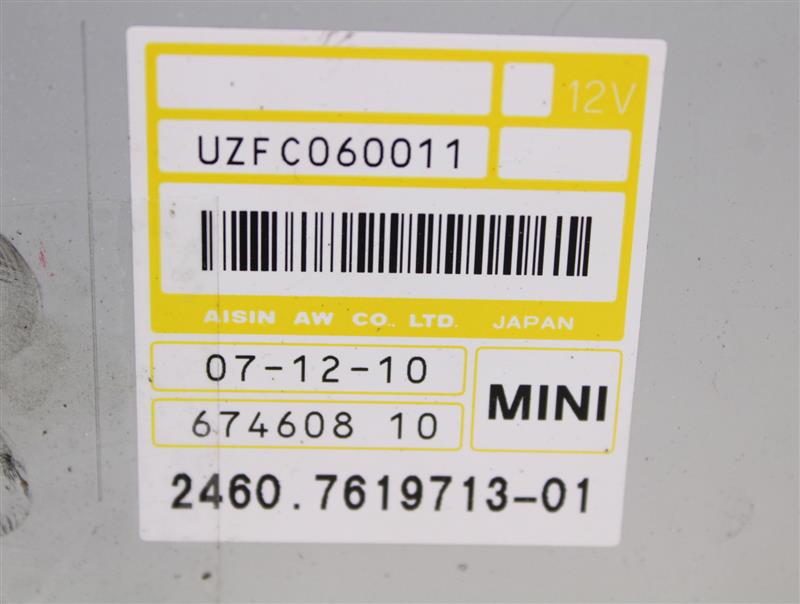 12V
UZFC060011
AISIN AW CO., LTD. JAPAN
07-12-10
674608 10
MINI
2460.7619713-01